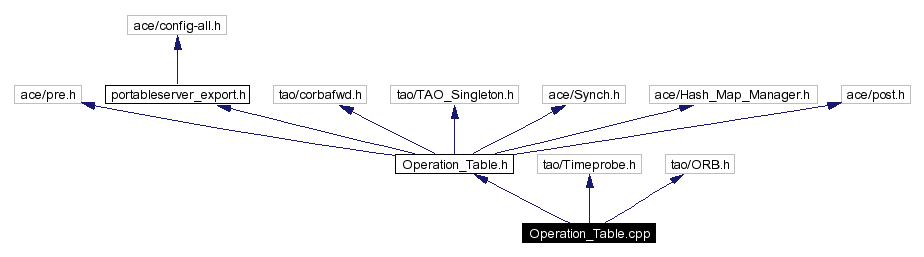 ace/config-all.h
ace/pre.h
portableserver_export.h
tao/corbafwd.h
tao/TAO_Singleton.h
ace/Synch.h
ace/Hash_Map_Manager.h
ace/post.h
Operation_Table.h
tao/Timeprobe.h
tao/ORB.h
Operation_Table.cpp